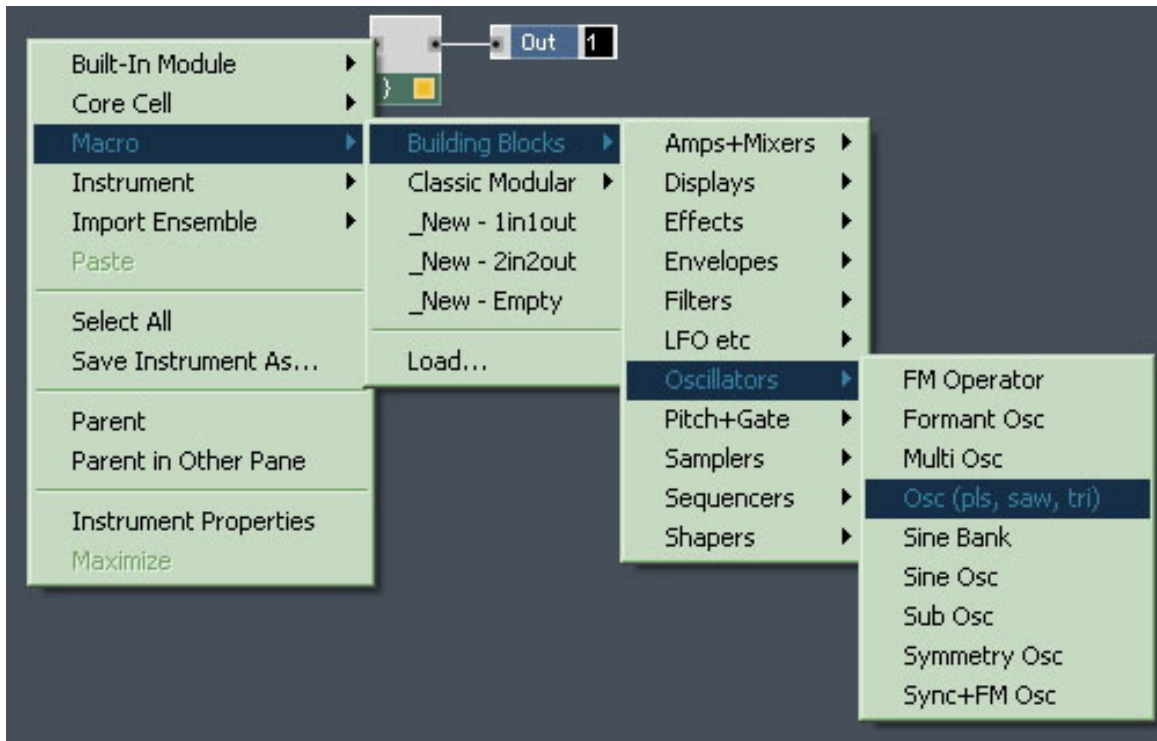 Out 1
}
Built-In Module
Core Cell
Macro
Instrument
Import Ensemble
Paste
Select All
Save Instrument As...
Parent
Parent in Other Pane
Instrument Properties
Maximize
Building Blocks
Classic Modular
_New - 1in1out
_New - 2in2out
_New - Empty
Load...
Amps+Mixers
Displays
Effects
Envelopes
Filters
LFO etc
Oscillators
Pitch+Gate
Samplers
Sequencers
Shapers
FM Operator
Formant Osc
Multi Osc
Osc (pls, saw, tri)
Sine Bank
Sine Osc
Sub Osc
Symmetry Osc
Sync+FM Osc